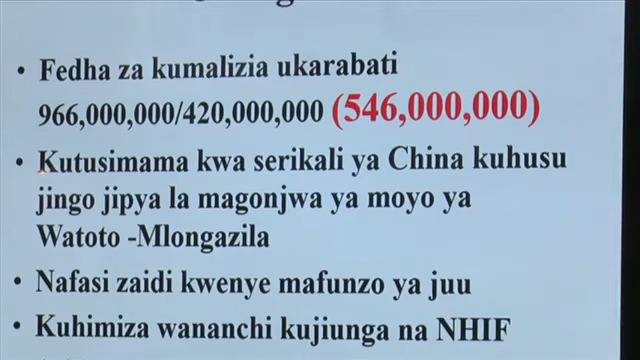 • Fedha za kumalizia ukarabati
966,000,000/420,000,000 (546,000,000)
• Kutusimama kwa serikali ya China kuhusu
jingo jipya la magonjwa ya moyo ya
Watoto -Mlongazila
• Nafasi zaidi kwenye mafunzo ya juu
• Kuhimiza wananchi kujiunga na NHIF